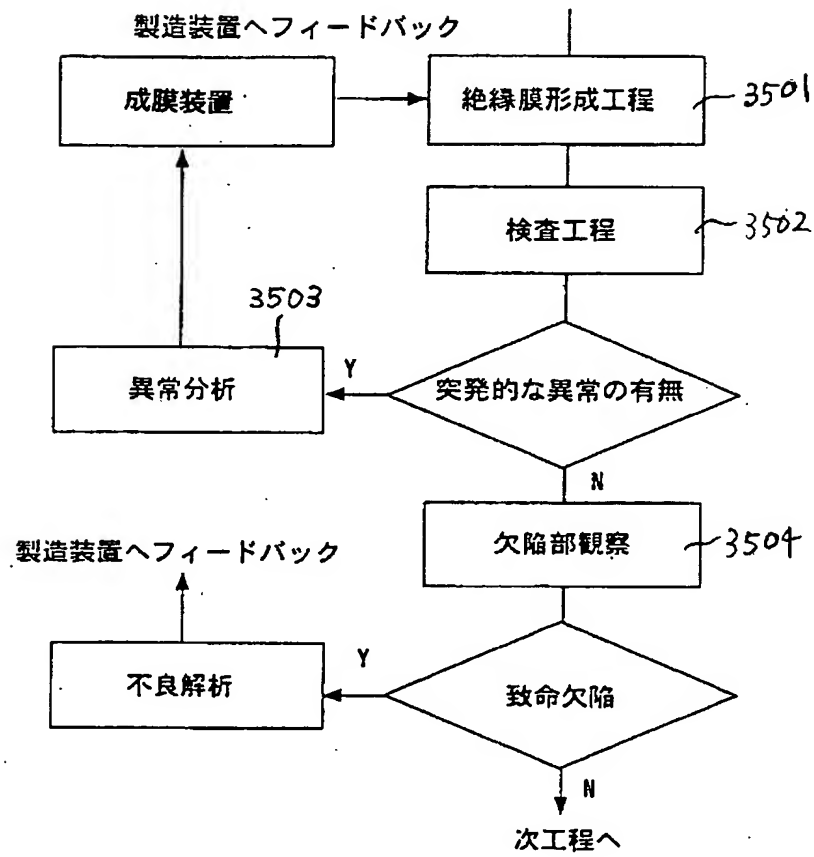 製造装置へフィードバック
成膜装置
絶縁膜形成工程
3501
検査工程
3502
3503
異常分析
Y
突発的な異常の有無
N
欠陥部観察
3504
製造装置へフィードバック
不良解析
Y
致命欠陥
N
次工程へ